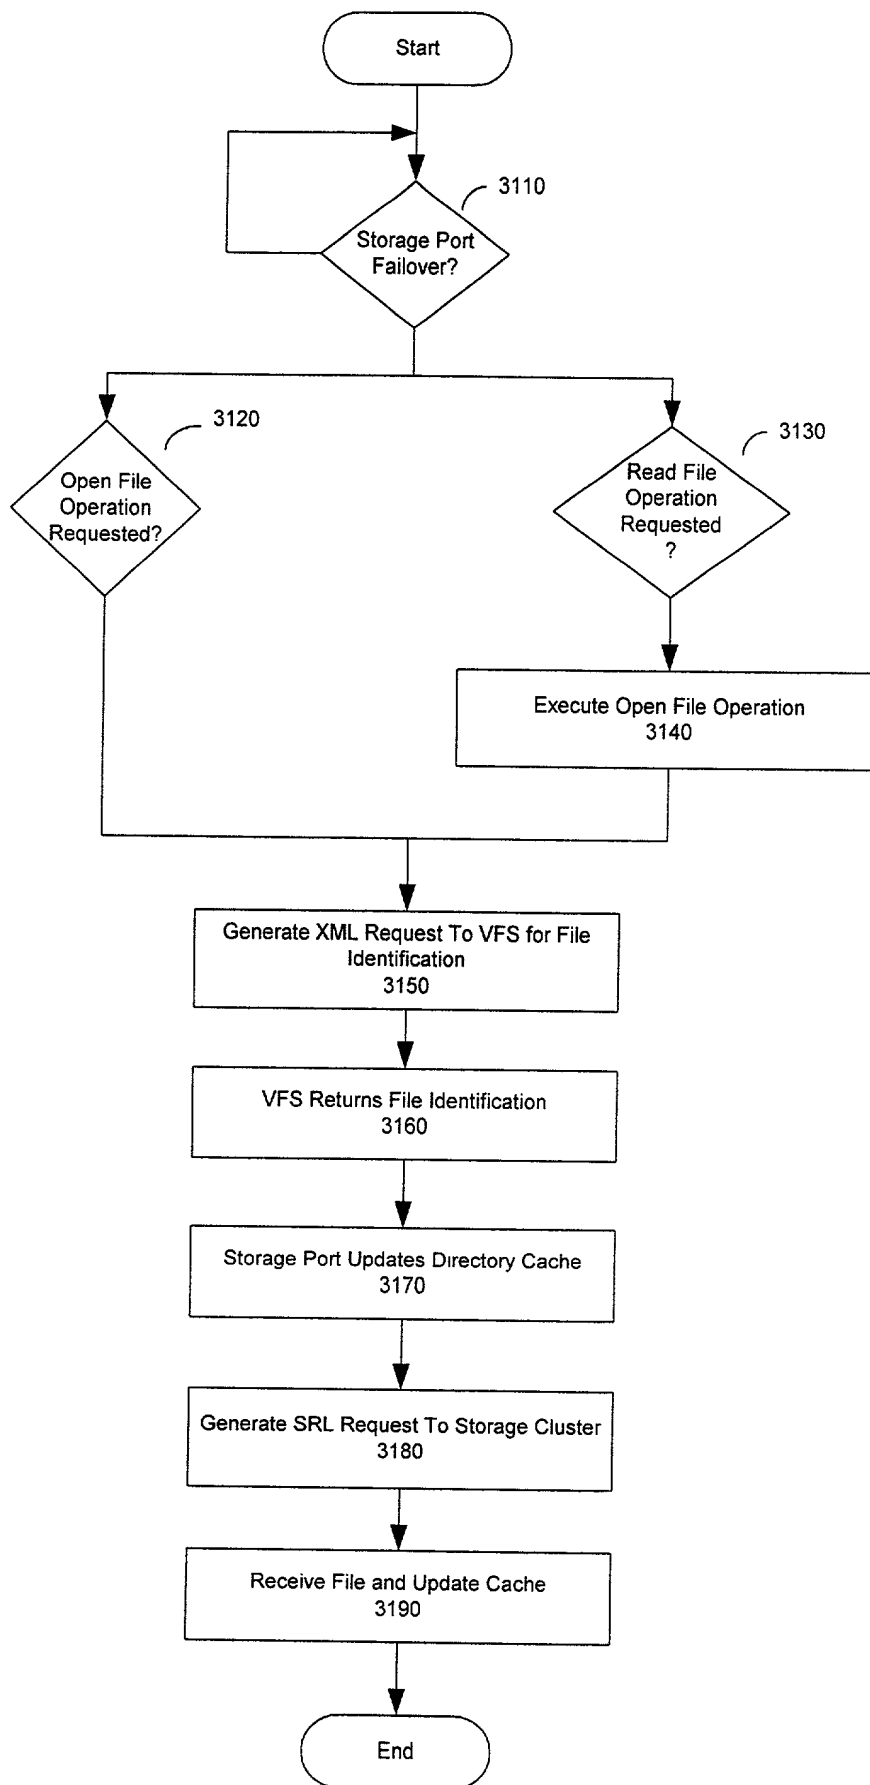 Start
3110
Storage Port
Failover?
3120
Open File
Operation
Requested?
3130
Read File
Operation
Requested
?
Execute Open File Operation
3140
Generate XML Request To VFS for File
Identification
3150
VFS Returns File Identification
3160
Storage Port Updates Directory Cache
3170
Generate SRL Request To Storage Cluster
3180
Receive File and Update Cache
3190
End